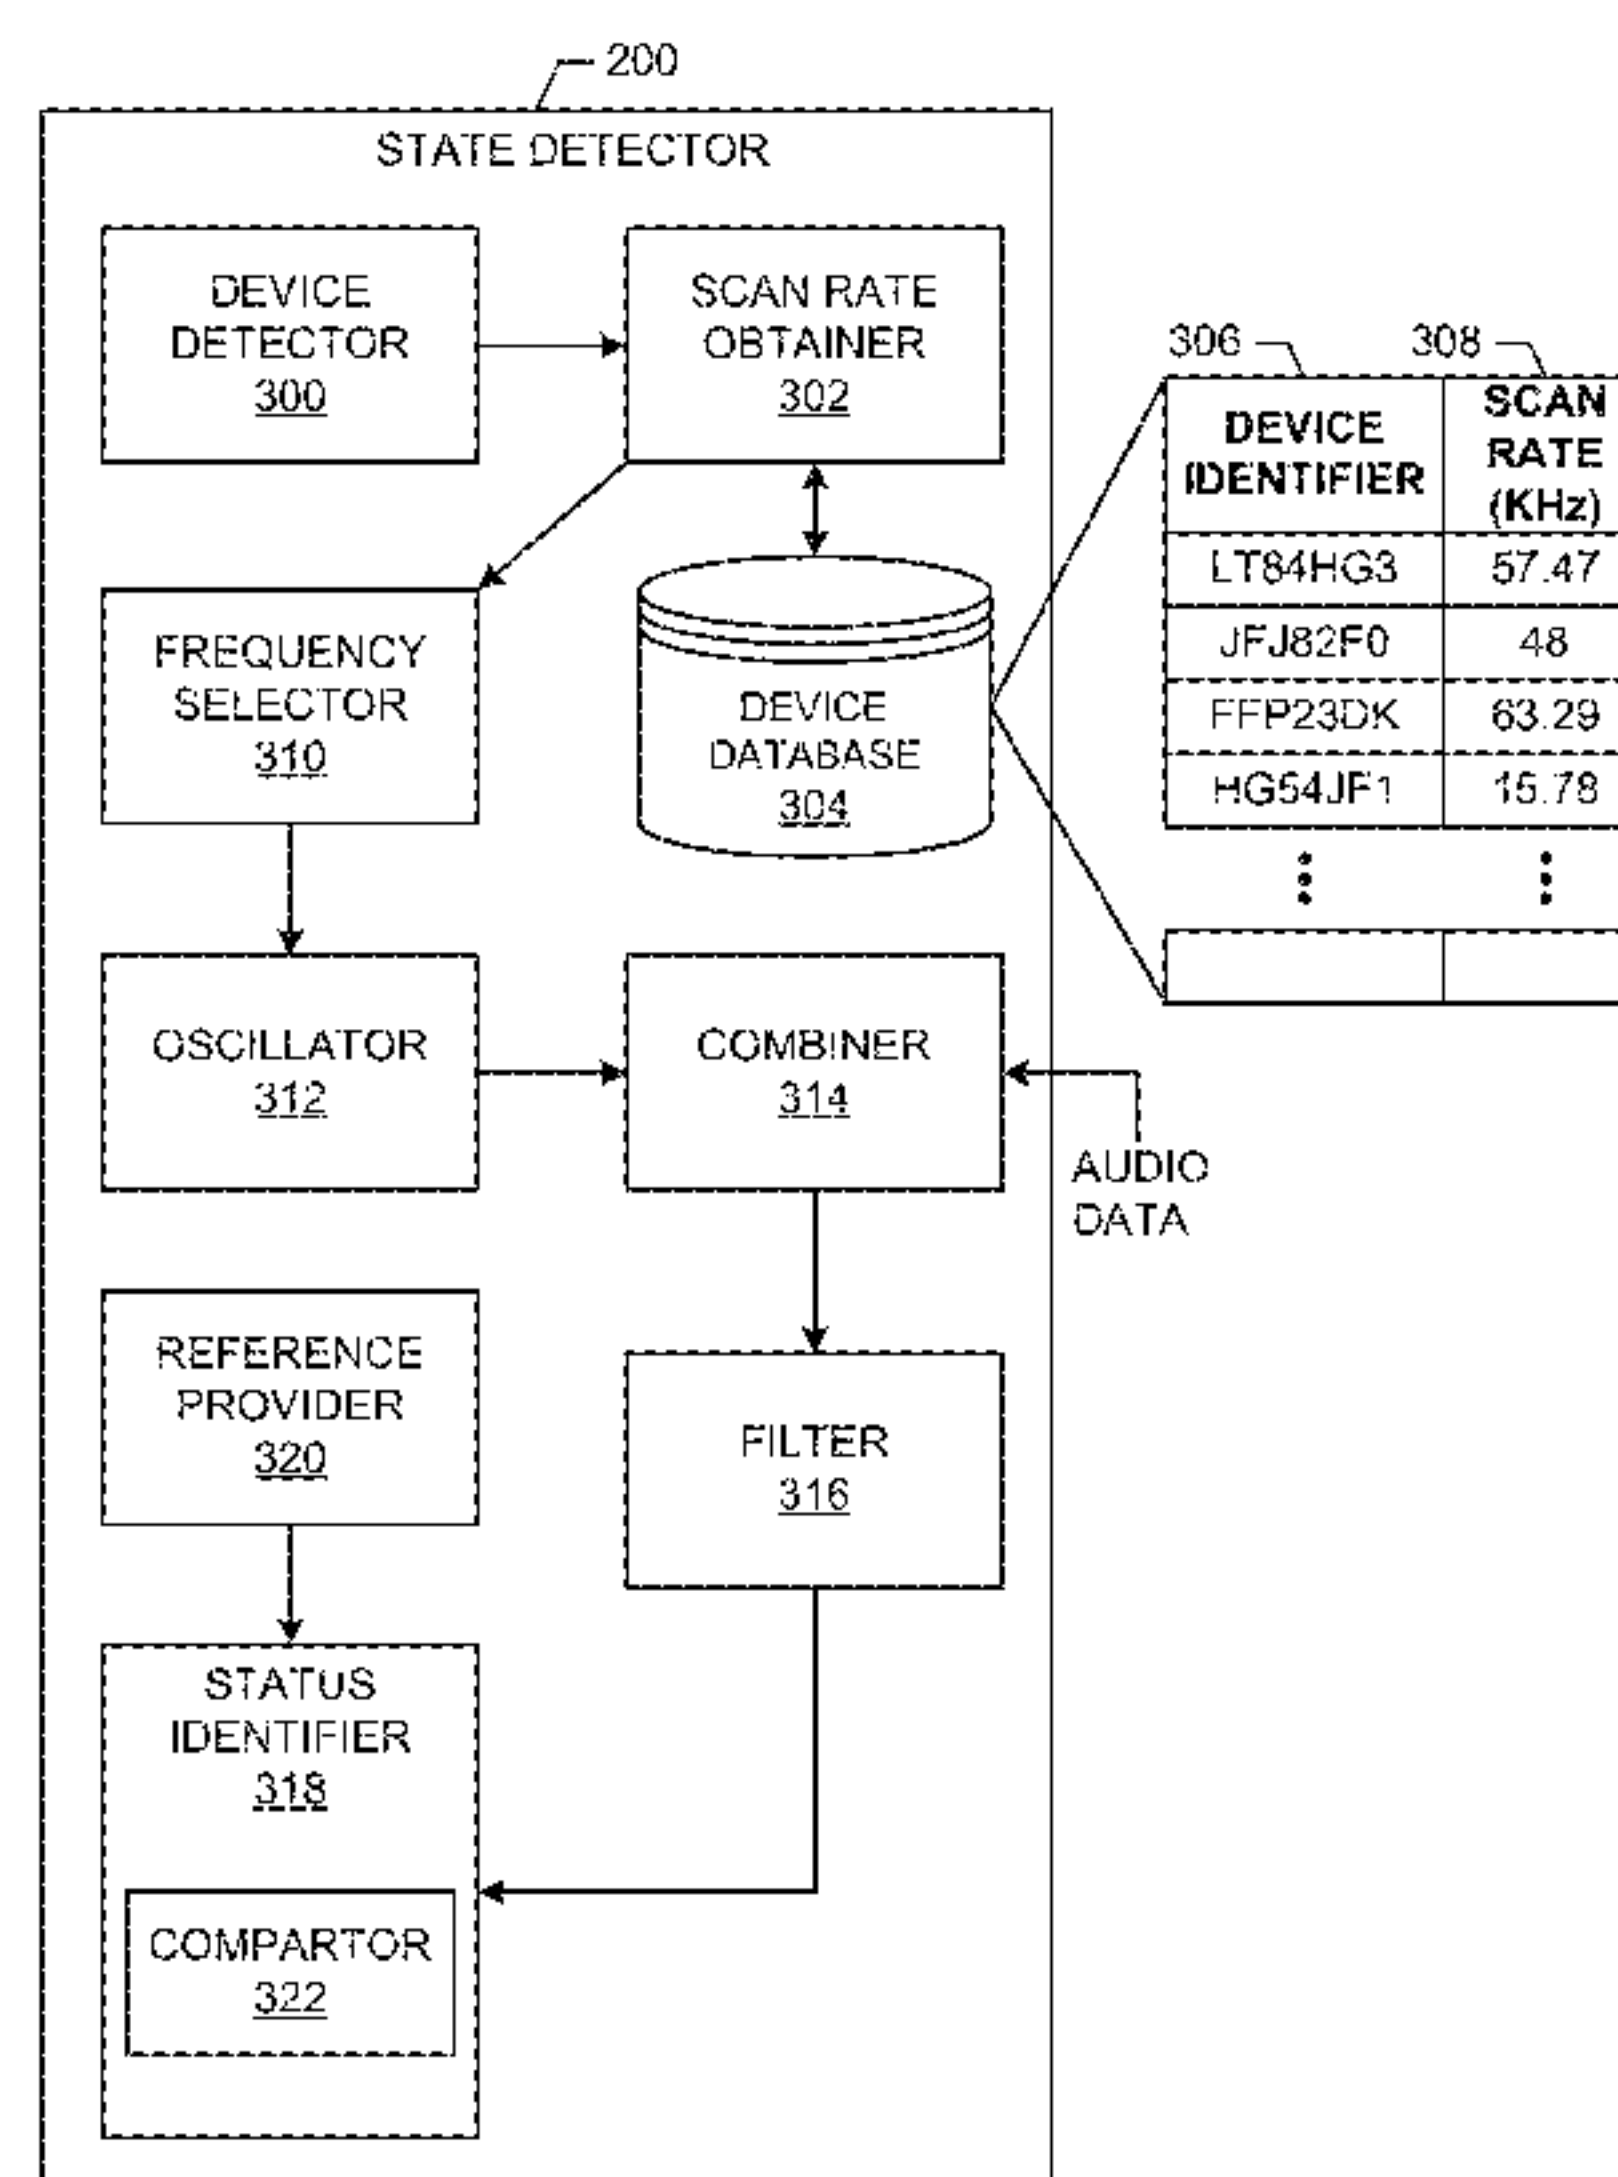 200
STATE DETECTOR
DEVICE
DETECTOR
300
SCAN RATE
OBTAINER
302
306
308
DEVICE
IDENTIFIER
SCAN
RATE
(KHz)
LT84HG3
57.47
JFJ82F0
48
FFP23DK
63.29
HG54JF1
15.78
FREQUENCY
SELECTOR
310
DEVICE
DATABASE
304
OSCILLATOR
312
COMBINER
314
AUDIO
DATA
REFERENCE
PROVIDER
320
FILTER
316
STATUS
IDENTIFIER
318
COMPARTOR
322